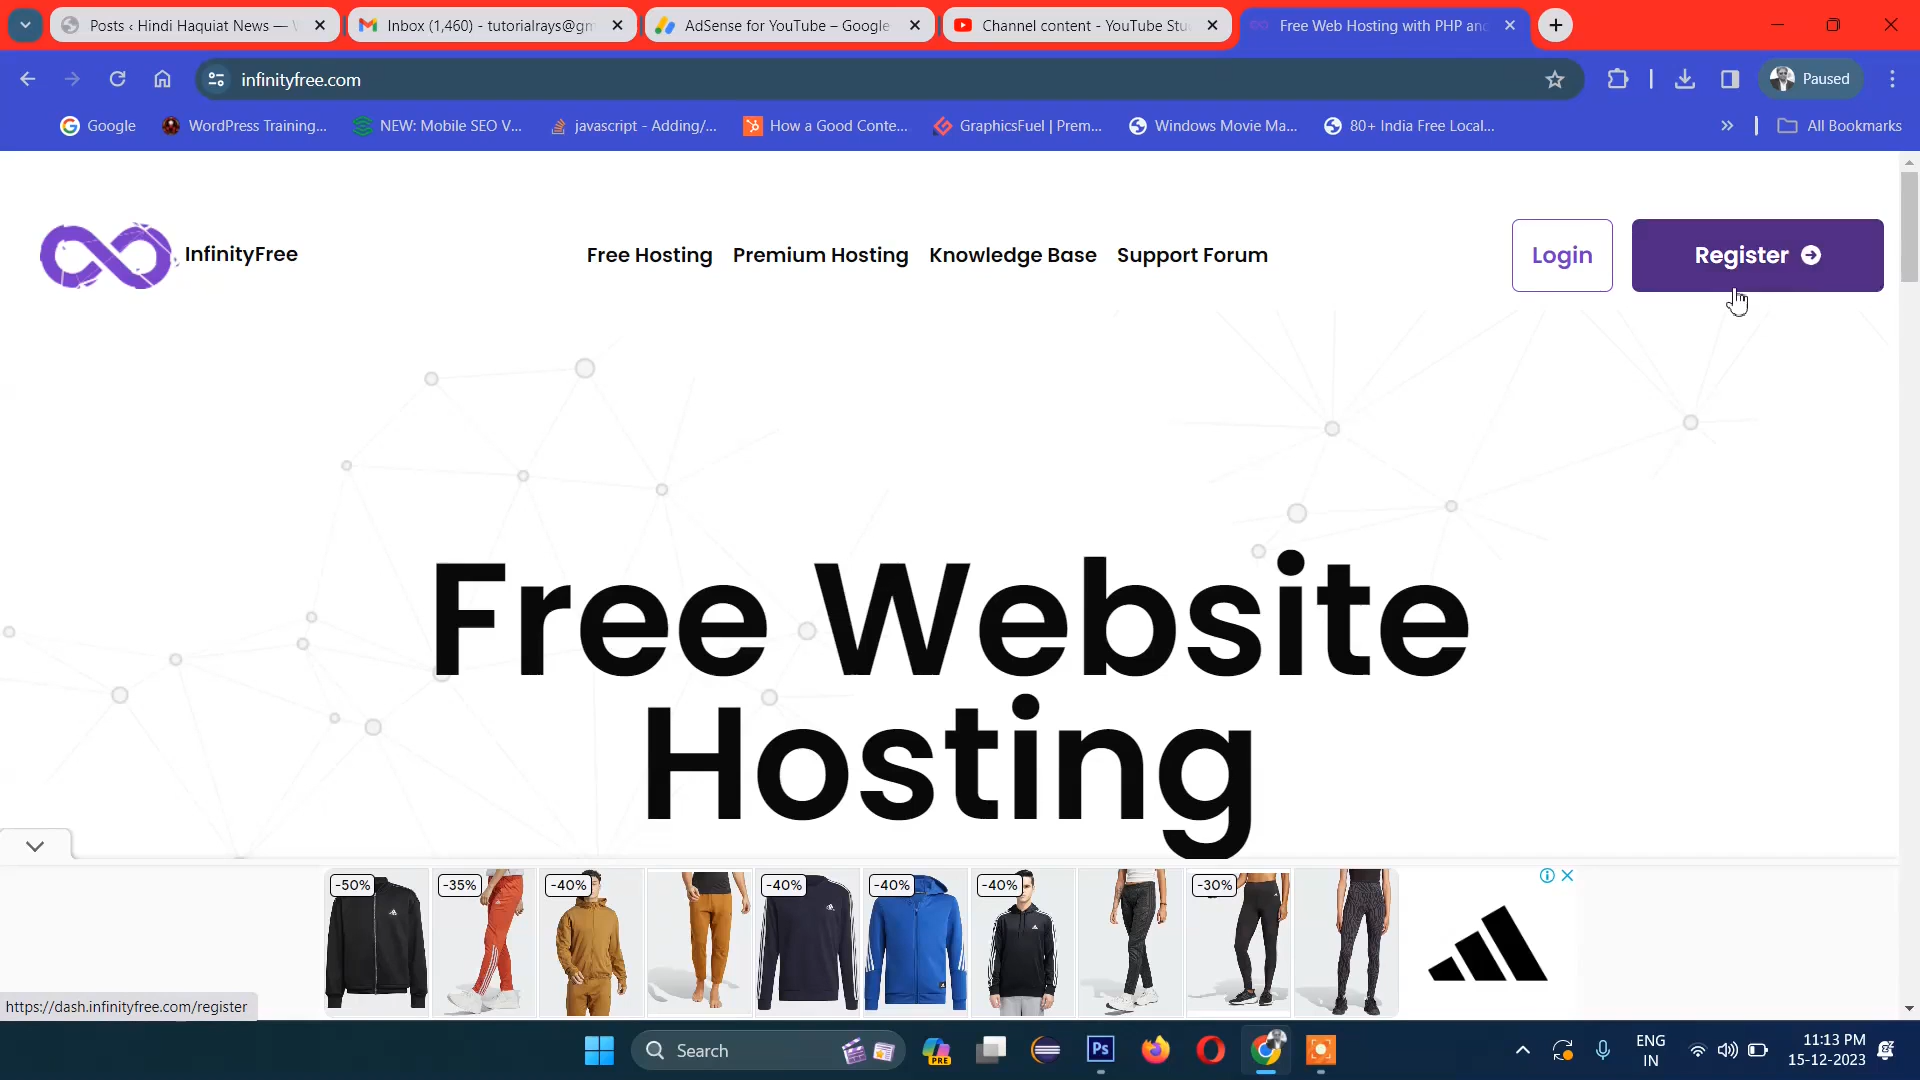 Posts ‹ Hindi Haquiat News —
Inbox (1,460) - tutorialrays@gm
AdSense for YouTube – Google
Channel content - YouTube Stu
Free Web Hosting with PHP and
infinityfree.com
Paused
Google
WordPress Training...
NEW: Mobile SEO V...
javascript - Adding/...
How a Good Conte...
GraphicsFuel | Prem...
Windows Movie Ma...
80+ India Free Local...
All Bookmarks
InfinityFree
Free Hosting
Premium Hosting
Knowledge Base
Support Forum
Login
Register
Free Website
Hosting
-50%
-35%
-40%
-40%
-40%
-40%
-30%
https://dash.infinityfree.com/register
Search
PRE
Ps
ENG
IN
11:13 PM
15-12-2023